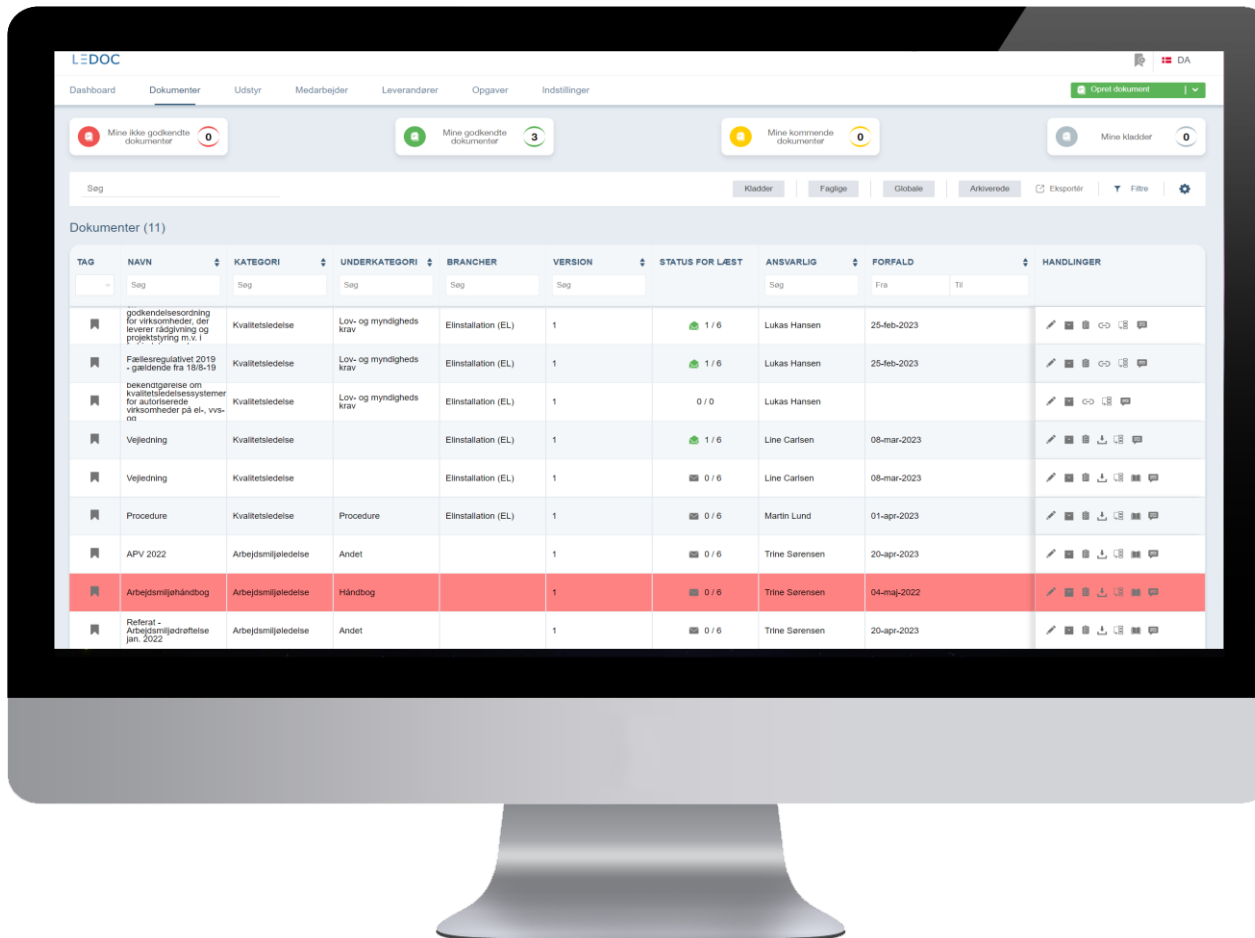 LEDOC
DA
Dashboard Dokumenter Udstyr Medarbejder Leverandører Opgaver Indstillinger Opret dokument
Mine ikke godkendte
dokumenter 0
Mine godkendte
dokumenter 3
Mine kommende
dokumenter 0
Mine kladder 0
Søg Kladder Faglige Globale Arkiverede Eksportér Filtre
Dokumenter (11)
TAG NAVN KATEGORI UNDERKATEGORI BRANCHER VERSION STATUS FOR LÆST ANSVARLIG FORFALD HANDLINGER
Søg Søg Søg Søg Søg Søg Fra Til
godkendelsesordning
for virksomheder, der
leverer rådgivning og
projektstyring m.v. i
Kvalitetsledelse
Lov- og myndigheds
krav
Elinstallation (EL) 1 1 / 6 Lukas Hansen 25-feb-2023
Fællesregulativet 2019
- gældende fra 18/8-19
Kvalitetsledelse
Lov- og myndigheds
krav
Elinstallation (EL) 1 1 / 6 Lukas Hansen 25-feb-2023
bekendtgørelse om
kvalitetsledelsessystemer
for autoriserede
virksomheder på el-, vvs-
og
Kvalitetsledelse
Lov- og myndigheds
krav
Elinstallation (EL) 1 0 / 0 Lukas Hansen
Vejledning Kvalitetsledelse Elinstallation (EL) 1 1 / 6 Line Carlsen 08-mar-2023
Vejledning Kvalitetsledelse Elinstallation (EL) 1 0 / 6 Line Carlsen 08-mar-2023
Procedure Kvalitetsledelse Procedure Elinstallation (EL) 1 0 / 6 Martin Lund 01-apr-2023
APV 2022 Arbejdsmiljøledelse Andet 1 0 / 6 Trine Sørensen 20-apr-2023
Arbejdsmiljøhåndbog Arbejdsmiljøledelse Håndbog 1 0 / 6 Trine Sørensen 04-maj-2022
Referat -
Arbejdsmiljødrøftelse
jan. 2022
Arbejdsmiljøledelse Andet 1 0 / 6 Trine Sørensen 20-apr-2023